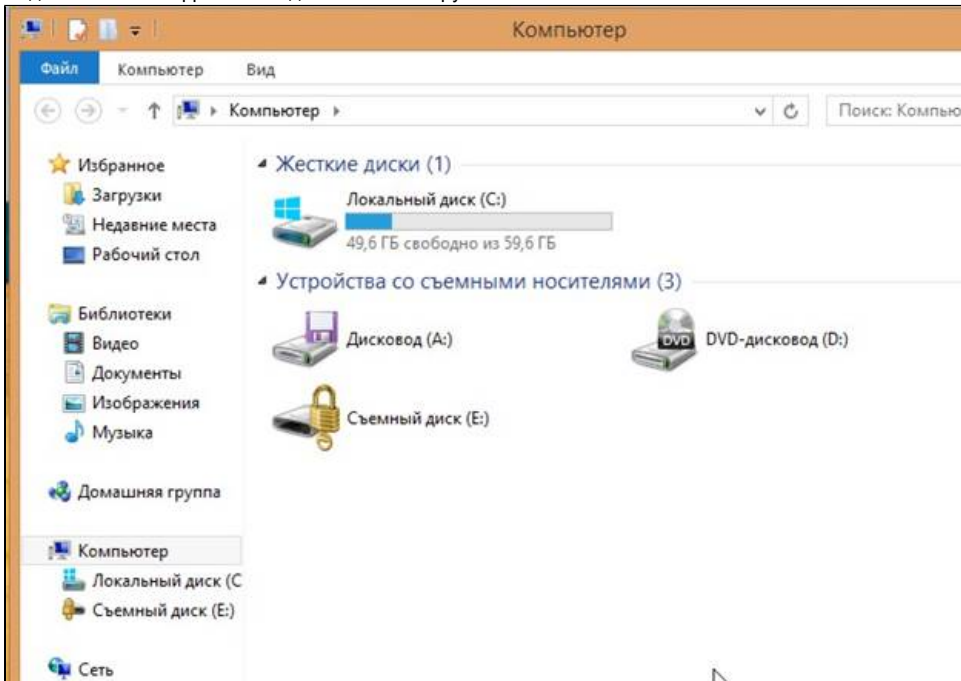 Компьютер
Файл
Компьютер
Вид
Компьютер
Поиск: Компью
Избранное
Загрузки
Недавние места
Рабочий стол
Библиотеки
Видео
Документы
Изображения
Музыка
Домашняя группа
Компьютер
Локальный диск (C
Съемный диск (E:)
Сеть
Жесткие диски (1)
Локальный диск (C:)
49,6 ГБ свободно из 59,6 ГБ
Устройства со съемными носителями (3)
Дисковод (A:)
DVD
DVD-дисковод (D:)
Съемный диск (E:)